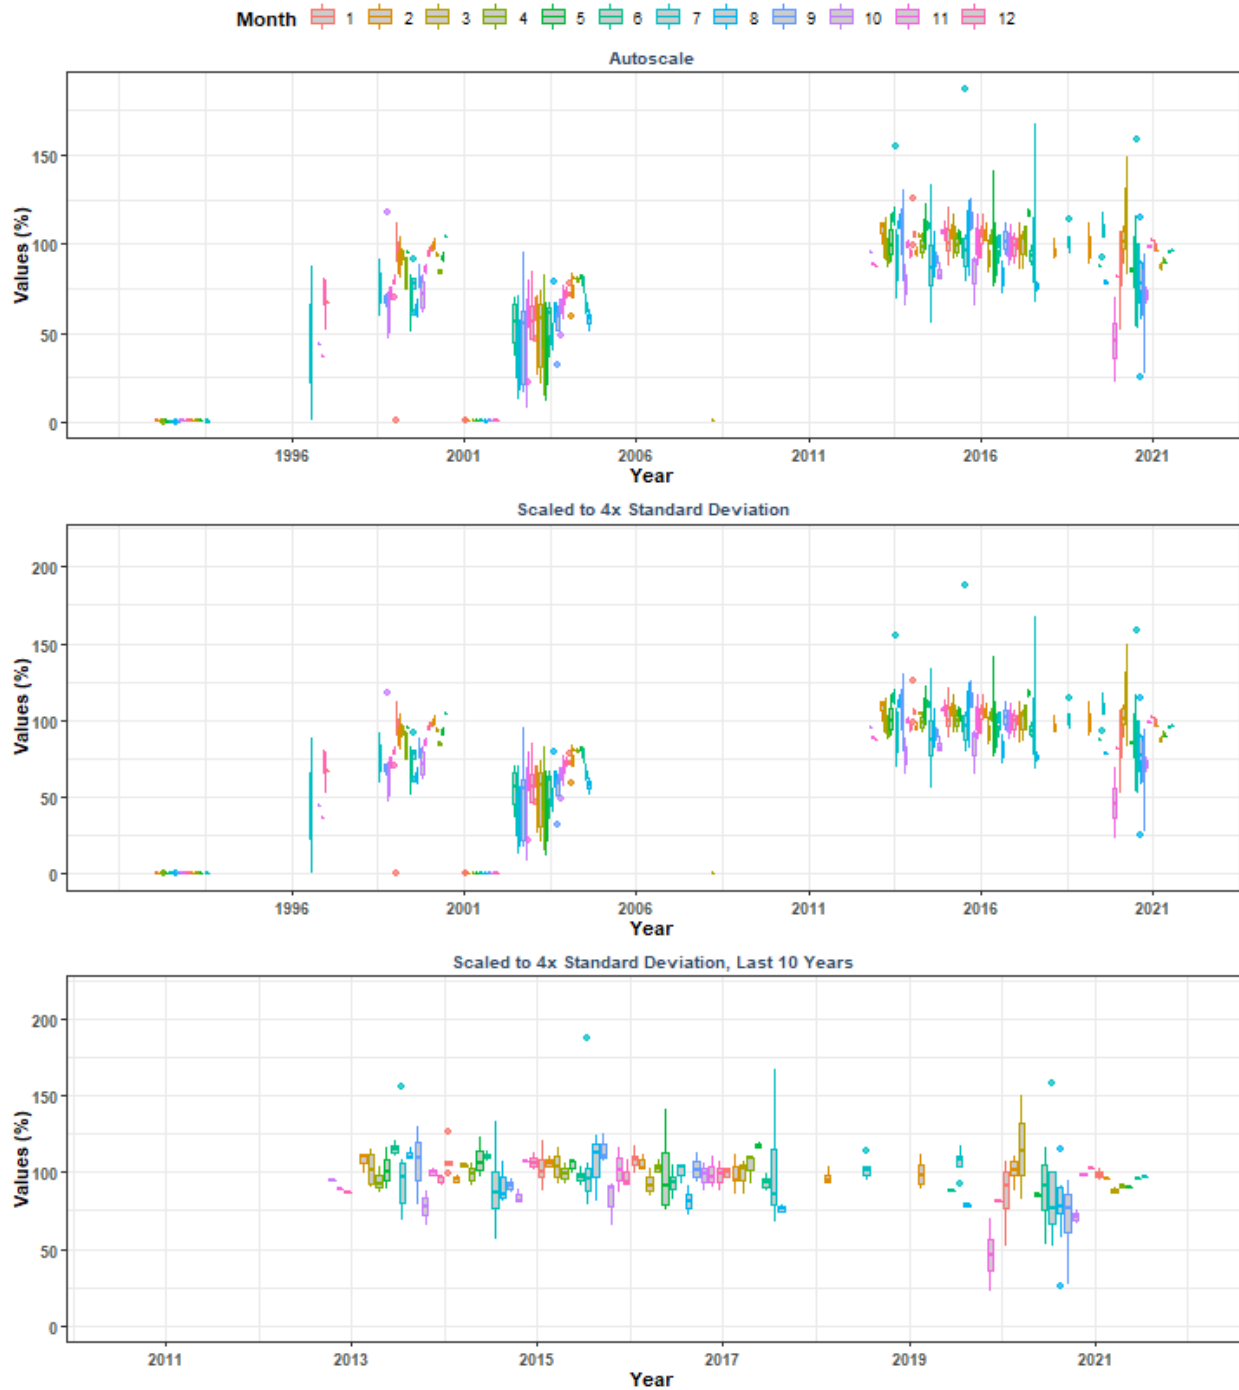 Month 1 2 3 4 5 6 7 8 9 10 11 12
Autoscale
Values (%)
150
100
50
0
1996 2001 2006 2011 2016 2021
Year
Scaled to 4x Standard Deviation
Values (%)
200
150
100
50
0
1996 2001 2006 2011 2016 2021
Year
Scaled to 4x Standard Deviation, Last 10 Years
Values (%)
200
150
100
50
0
2011 2013 2015 2017 2019 2021
Year